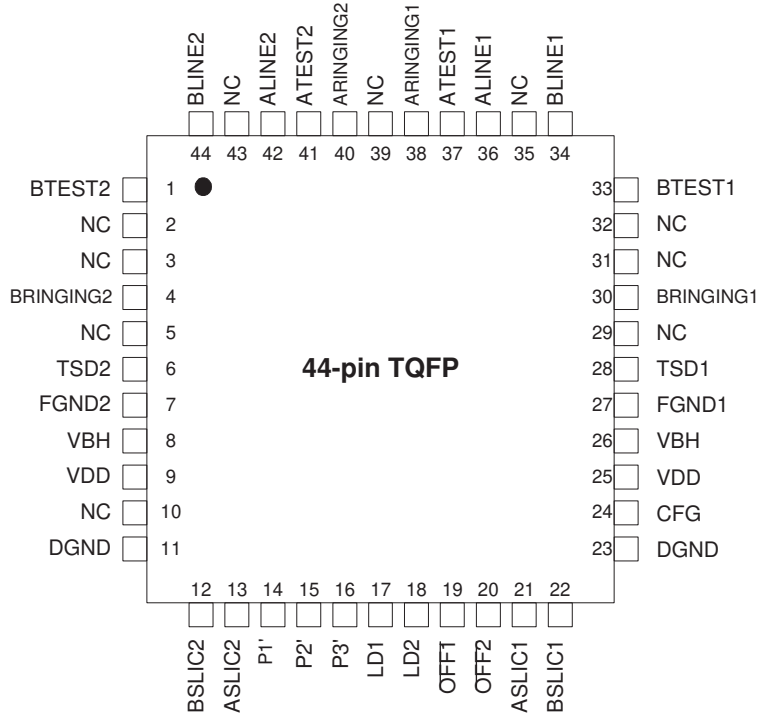 BLINE2 NC ALINE2 ATEST2 ARINGING2 NC ARINGING1 ATEST1 ALINE1 NC BLINE1
44 43 42 41 40 39 38 37 36 35 34
BTEST2 1 33 BTEST1
NC 2 32 NC
NC 3 31 NC
BRINGING2 4 30 BRINGING1
NC 5 29 NC
TSD2 6 44-pin TQFP 28 TSD1
FGND2 7 27 FGND1
VBH 8 26 VBH
VDD 9 25 VDD
NC 10 24 CFG
DGND 11 23 DGND
12 13 14 15 16 17 18 19 20 21 22
BSLIC2 ASLIC2 P1' P2' P3' LD1 LD2 OFF1 OFF2 ASLIC1 BSLIC1